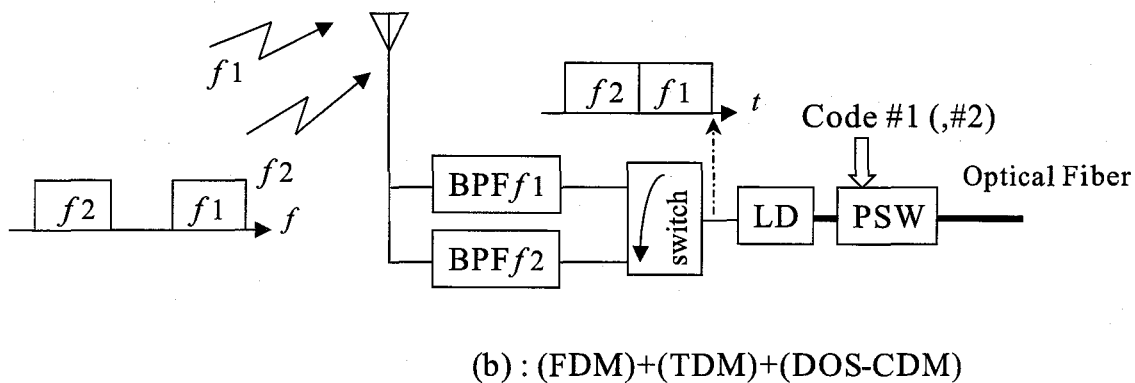 f1
f2
f2 f1 t
Code #1 (,#2)
f2 f1 f
BPFf1
BPFf2
switch
LD
PSW
Optical Fiber
(b) : (FDM)+(TDM)+(DOS-CDM)